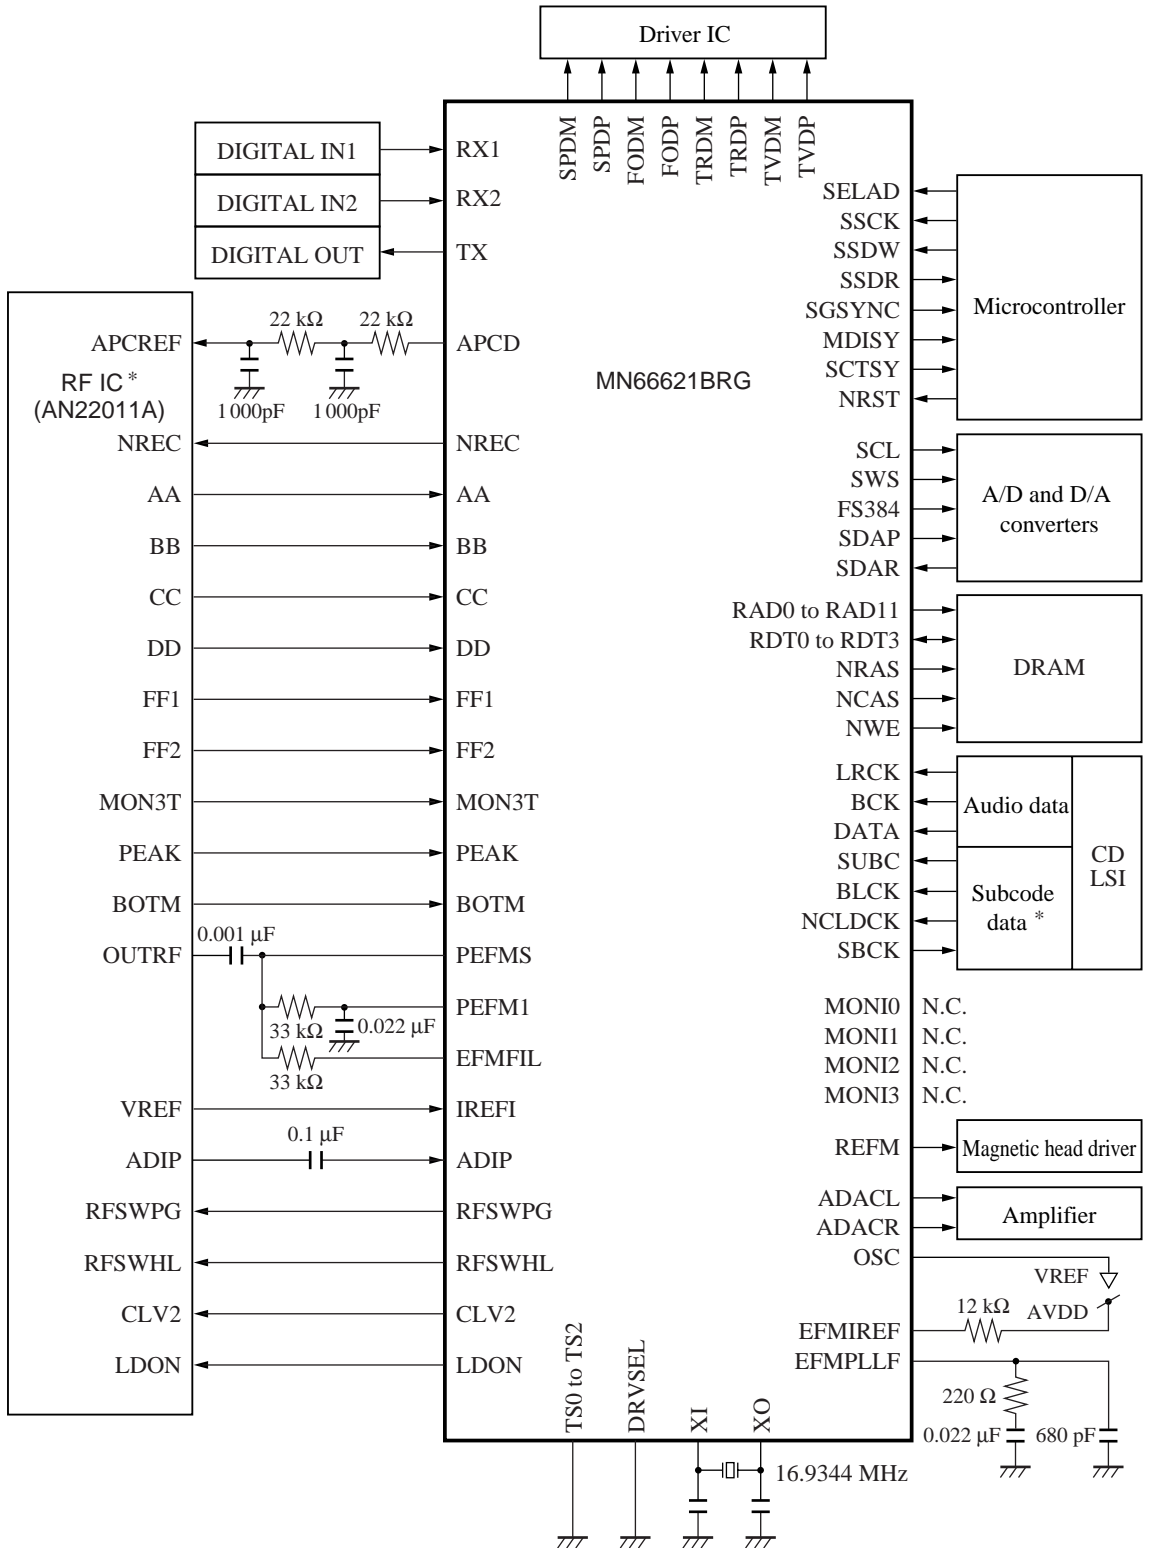 Driver IC
SPDM
SPDP
FODM
FODP
TRDM
TRDP
TVDM
TVDP
DIGITAL IN1
RX1
DIGITAL IN2
RX2
DIGITAL OUT
TX
SELAD
SSCK
SSDW
SSDR
SGSYNC
MDISY
SCTSY
NRST
Microcontroller
22 kΩ
22 kΩ
APCREF
APCD
RF IC *
(AN22011A)
1 000pF
1 000pF
MN66621BRG
NREC
NREC
AA
AA
BB
BB
CC
CC
DD
DD
FF1
FF1
FF2
FF2
MON3T
MON3T
PEAK
PEAK
BOTM
BOTM
0.001 µF
OUTRF
PEFMS
PEFM1
33 kΩ
0.022 µF
EFMFIL
33 kΩ
VREF
IREFI
0.1 µF
ADIP
ADIP
RFSWPG
RFSWPG
RFSWHL
RFSWHL
CLV2
CLV2
LDON
LDON
SCL
SWS
FS384
SDAP
SDAR
A/D and D/A
converters
RAD0 to RAD11
RDT0 to RDT3
NRAS
NCAS
NWE
DRAM
LRCK
BCK
DATA
SUBC
BLCK
NCLDCK
SBCK
Audio data
Subcode
data *
CD
LSI
MONI0 N.C.
MONI1 N.C.
MONI2 N.C.
MONI3 N.C.
REFM
Magnetic head driver
ADACL
ADACR
Amplifier
OSC
VREF
AVDD
12 kΩ
EFMIREF
EFMPLLF
220 Ω
0.022 µF
680 pF
TS0 to TS2
DRVSEL
XI
XO
16.9344 MHz